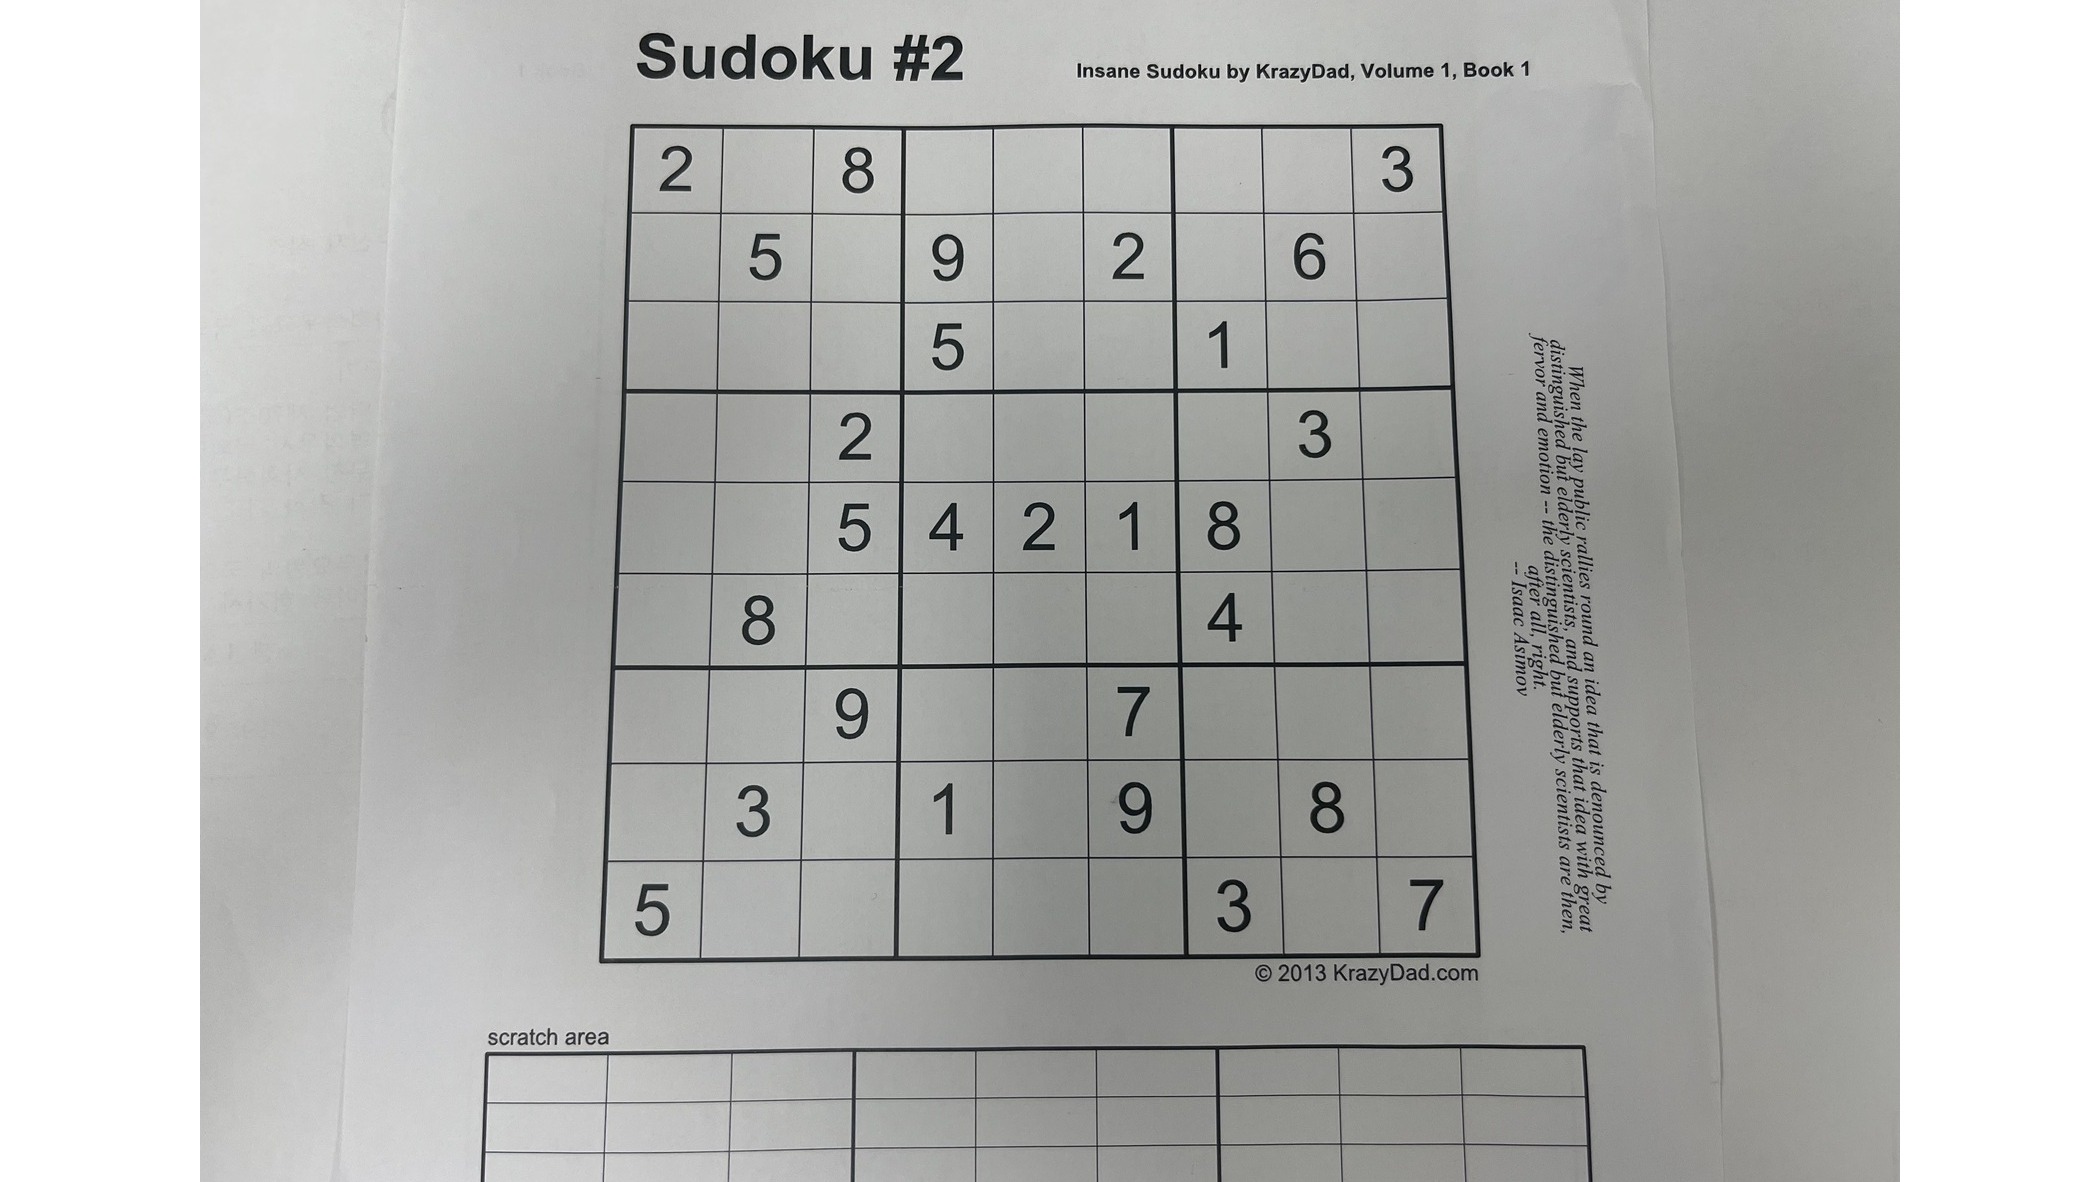 Sudoku #2
Insane Sudoku by KrazyDad, Volume 1, Book 1
2 8 3
5 9 2 6
5 1
2 3
5 4 2 1 8
8 4
9 7
3 1 9 8
5 3 7
When the lay public rallies round an idea that is denounced by
distinguished but elderly scientists, and supports that idea with great
fervor and emotion -- the distinguished but elderly scientists are then,
after all, right.
-- Isaac Asimov
© 2013 KrazyDad.com
scratch area